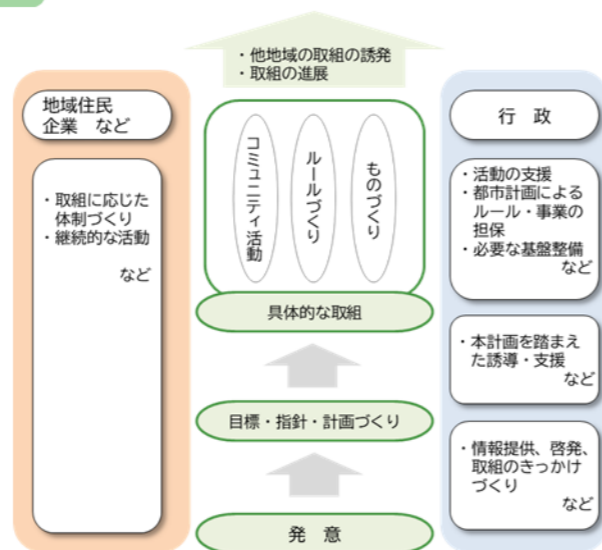 ・他地域の取組の誘発
・取組の進展
地域住民
企業　など
・取組に応じた
体制づくり
・継続的な活動
など
コミュニティ活動
ルールづくり
ものづくり
具体的な取組
目標・指針・計画づくり
発　意
行　政
・活動の支援
・都市計画による
ルール・事業の
担保
・必要な基盤整備
など
・本計画を踏まえ
た誘導・支援
など
・情報提供、啓発、
取組のきっかけ
づくり
など